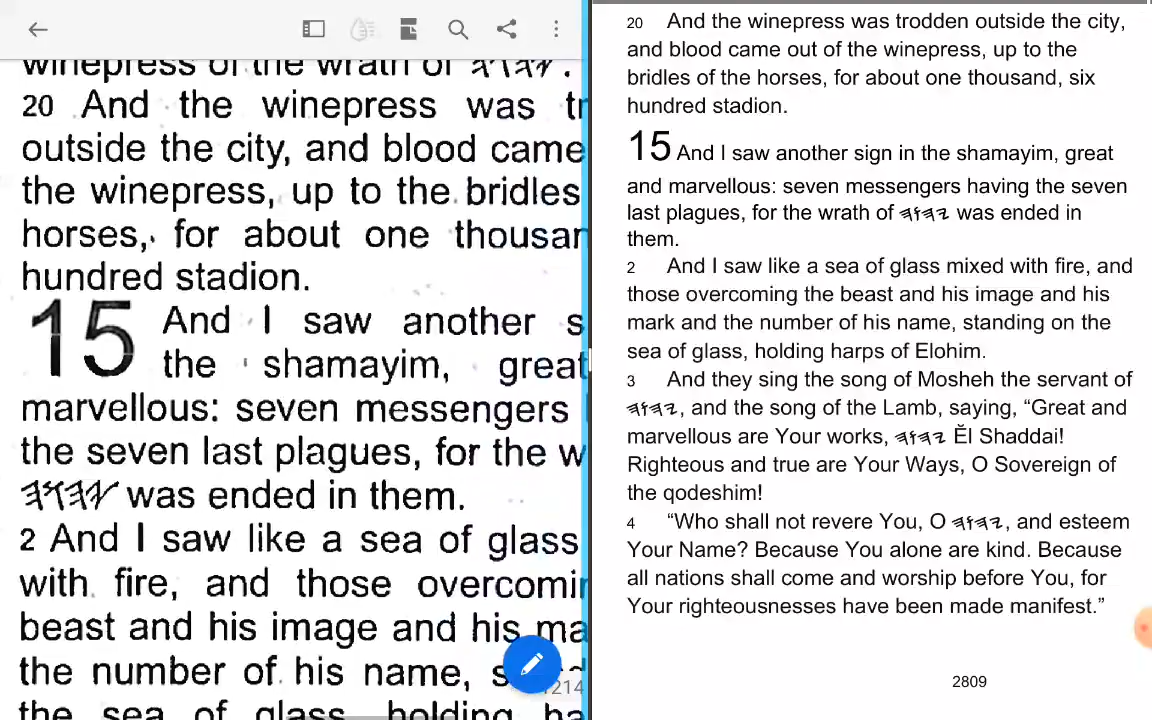 winepress of the wrath of 𐤉𐤄𐤅𐤄.
20 And the winepress was tr
outside the city, and blood came
the winepress, up to the bridles
horses, for about one thousan
hundred stadion.
15 And I saw another s
the shamayim, great
marvellous: seven messengers
the seven last plagues, for the w
𐤉𐤄𐤅𐤄 was ended in them.
2 And I saw like a sea of glass
with fire, and those overcomin
beast and his image and his ma
the number of his name, s
the sea of glass, holding ha
1214
20 And the winepress was trodden outside the city,
and blood came out of the winepress, up to the
bridles of the horses, for about one thousand, six
hundred stadion.
15 And I saw another sign in the shamayim, great
and marvellous: seven messengers having the seven
last plagues, for the wrath of 𐤉𐤄𐤅𐤄 was ended in
them.
2 And I saw like a sea of glass mixed with fire, and
those overcoming the beast and his image and his
mark and the number of his name, standing on the
sea of glass, holding harps of Elohim.
3 And they sing the song of Mosheh the servant of
𐤉𐤄𐤅𐤄, and the song of the Lamb, saying, “Great and
marvellous are Your works, 𐤉𐤄𐤅𐤄 Ĕl Shaddai!
Righteous and true are Your Ways, O Sovereign of
the qodeshim!
4 “Who shall not revere You, O 𐤉𐤄𐤅𐤄, and esteem
Your Name? Because You alone are kind. Because
all nations shall come and worship before You, for
Your righteousnesses have been made manifest.”
2809